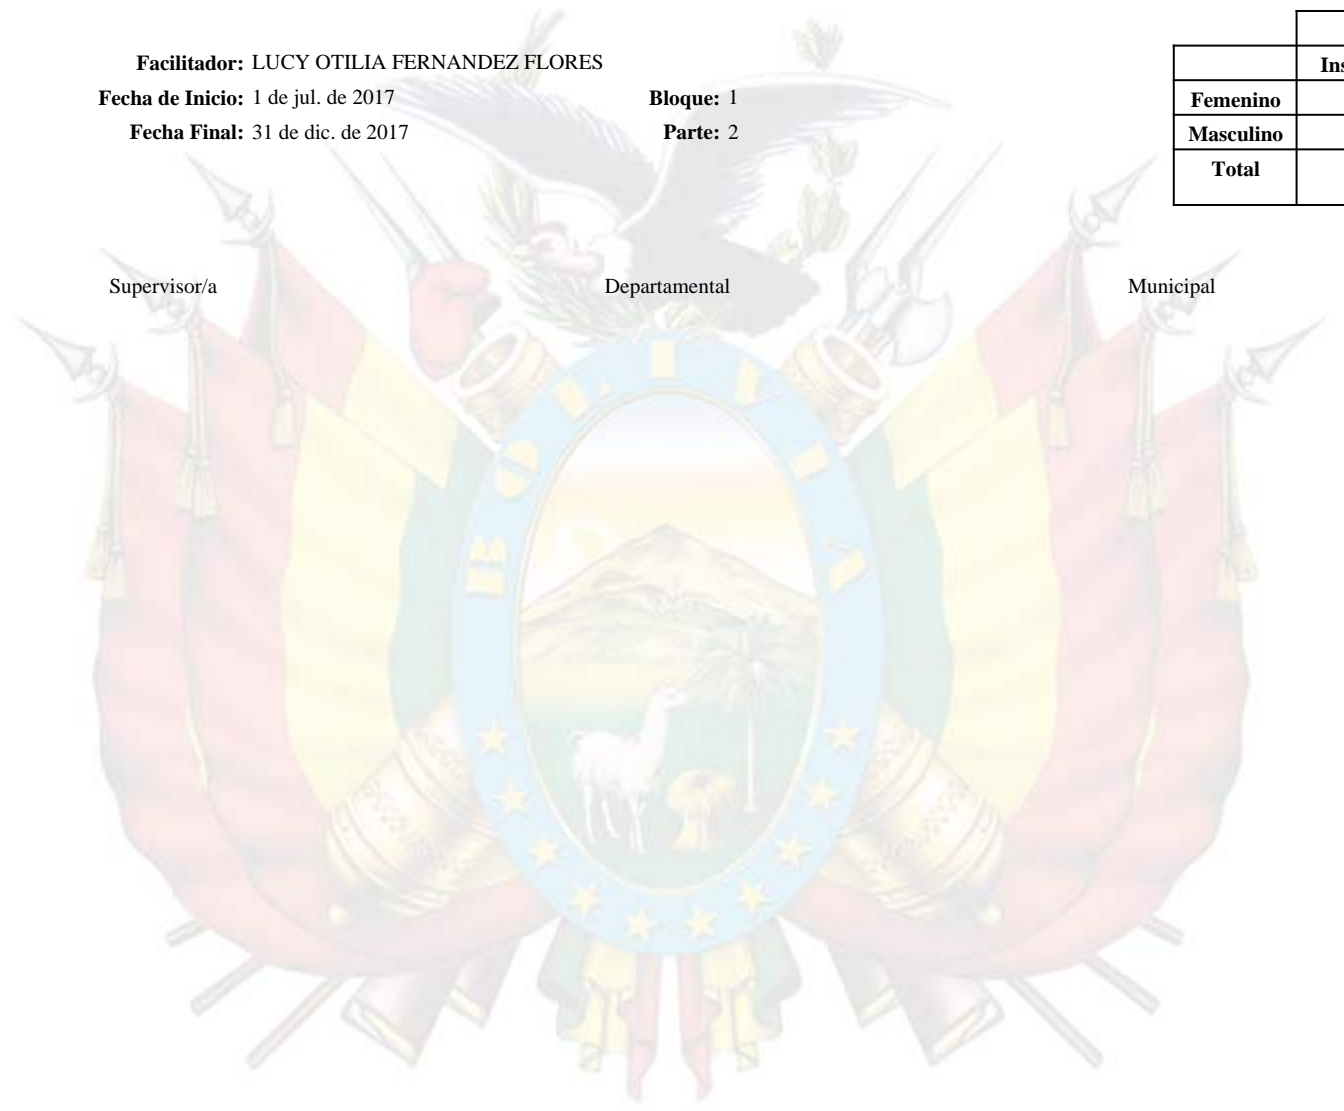 Facilitador: LUCY OTILIA FERNANDEZ FLORES
Fecha de Inicio: 1 de jul. de 2017 Bloque: 1
Fecha Final: 31 de dic. de 2017 Parte: 2
Femenino
Masculino
Total
Supervisor/a Departamental Municipal
BOLIVIA